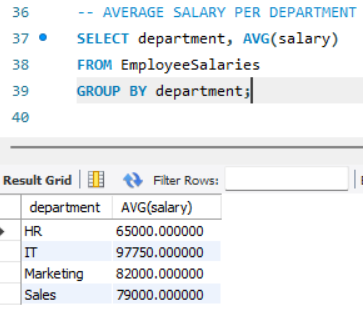 36 -- AVERAGE SALARY PER DEPARTMENT
37 SELECT department, AVG(salary)
38 FROM EmployeeSalaries
39 GROUP BY department;
40
Result Grid Filter Rows:
department AVG(salary)
HR 65000.000000
IT 97750.000000
Marketing 82000.000000
Sales 79000.000000